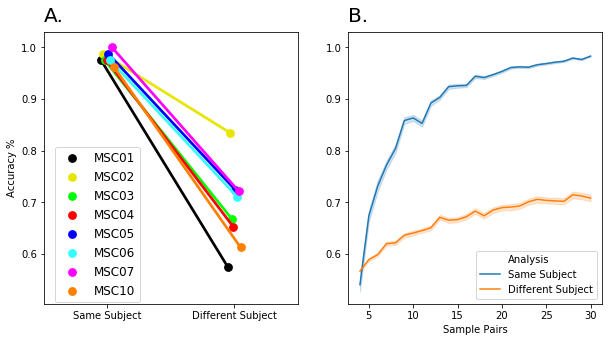 A.
Accuracy %
1.0
0.9
0.8
0.7
0.6
MSC01
MSC02
MSC03
MSC04
MSC05
MSC06
MSC07
MSC10
Same Subject
Different Subject
B.
1.0
0.9
0.8
0.7
0.6
Analysis
Same Subject
Different Subject
5
10
15
20
25
30
Sample Pairs